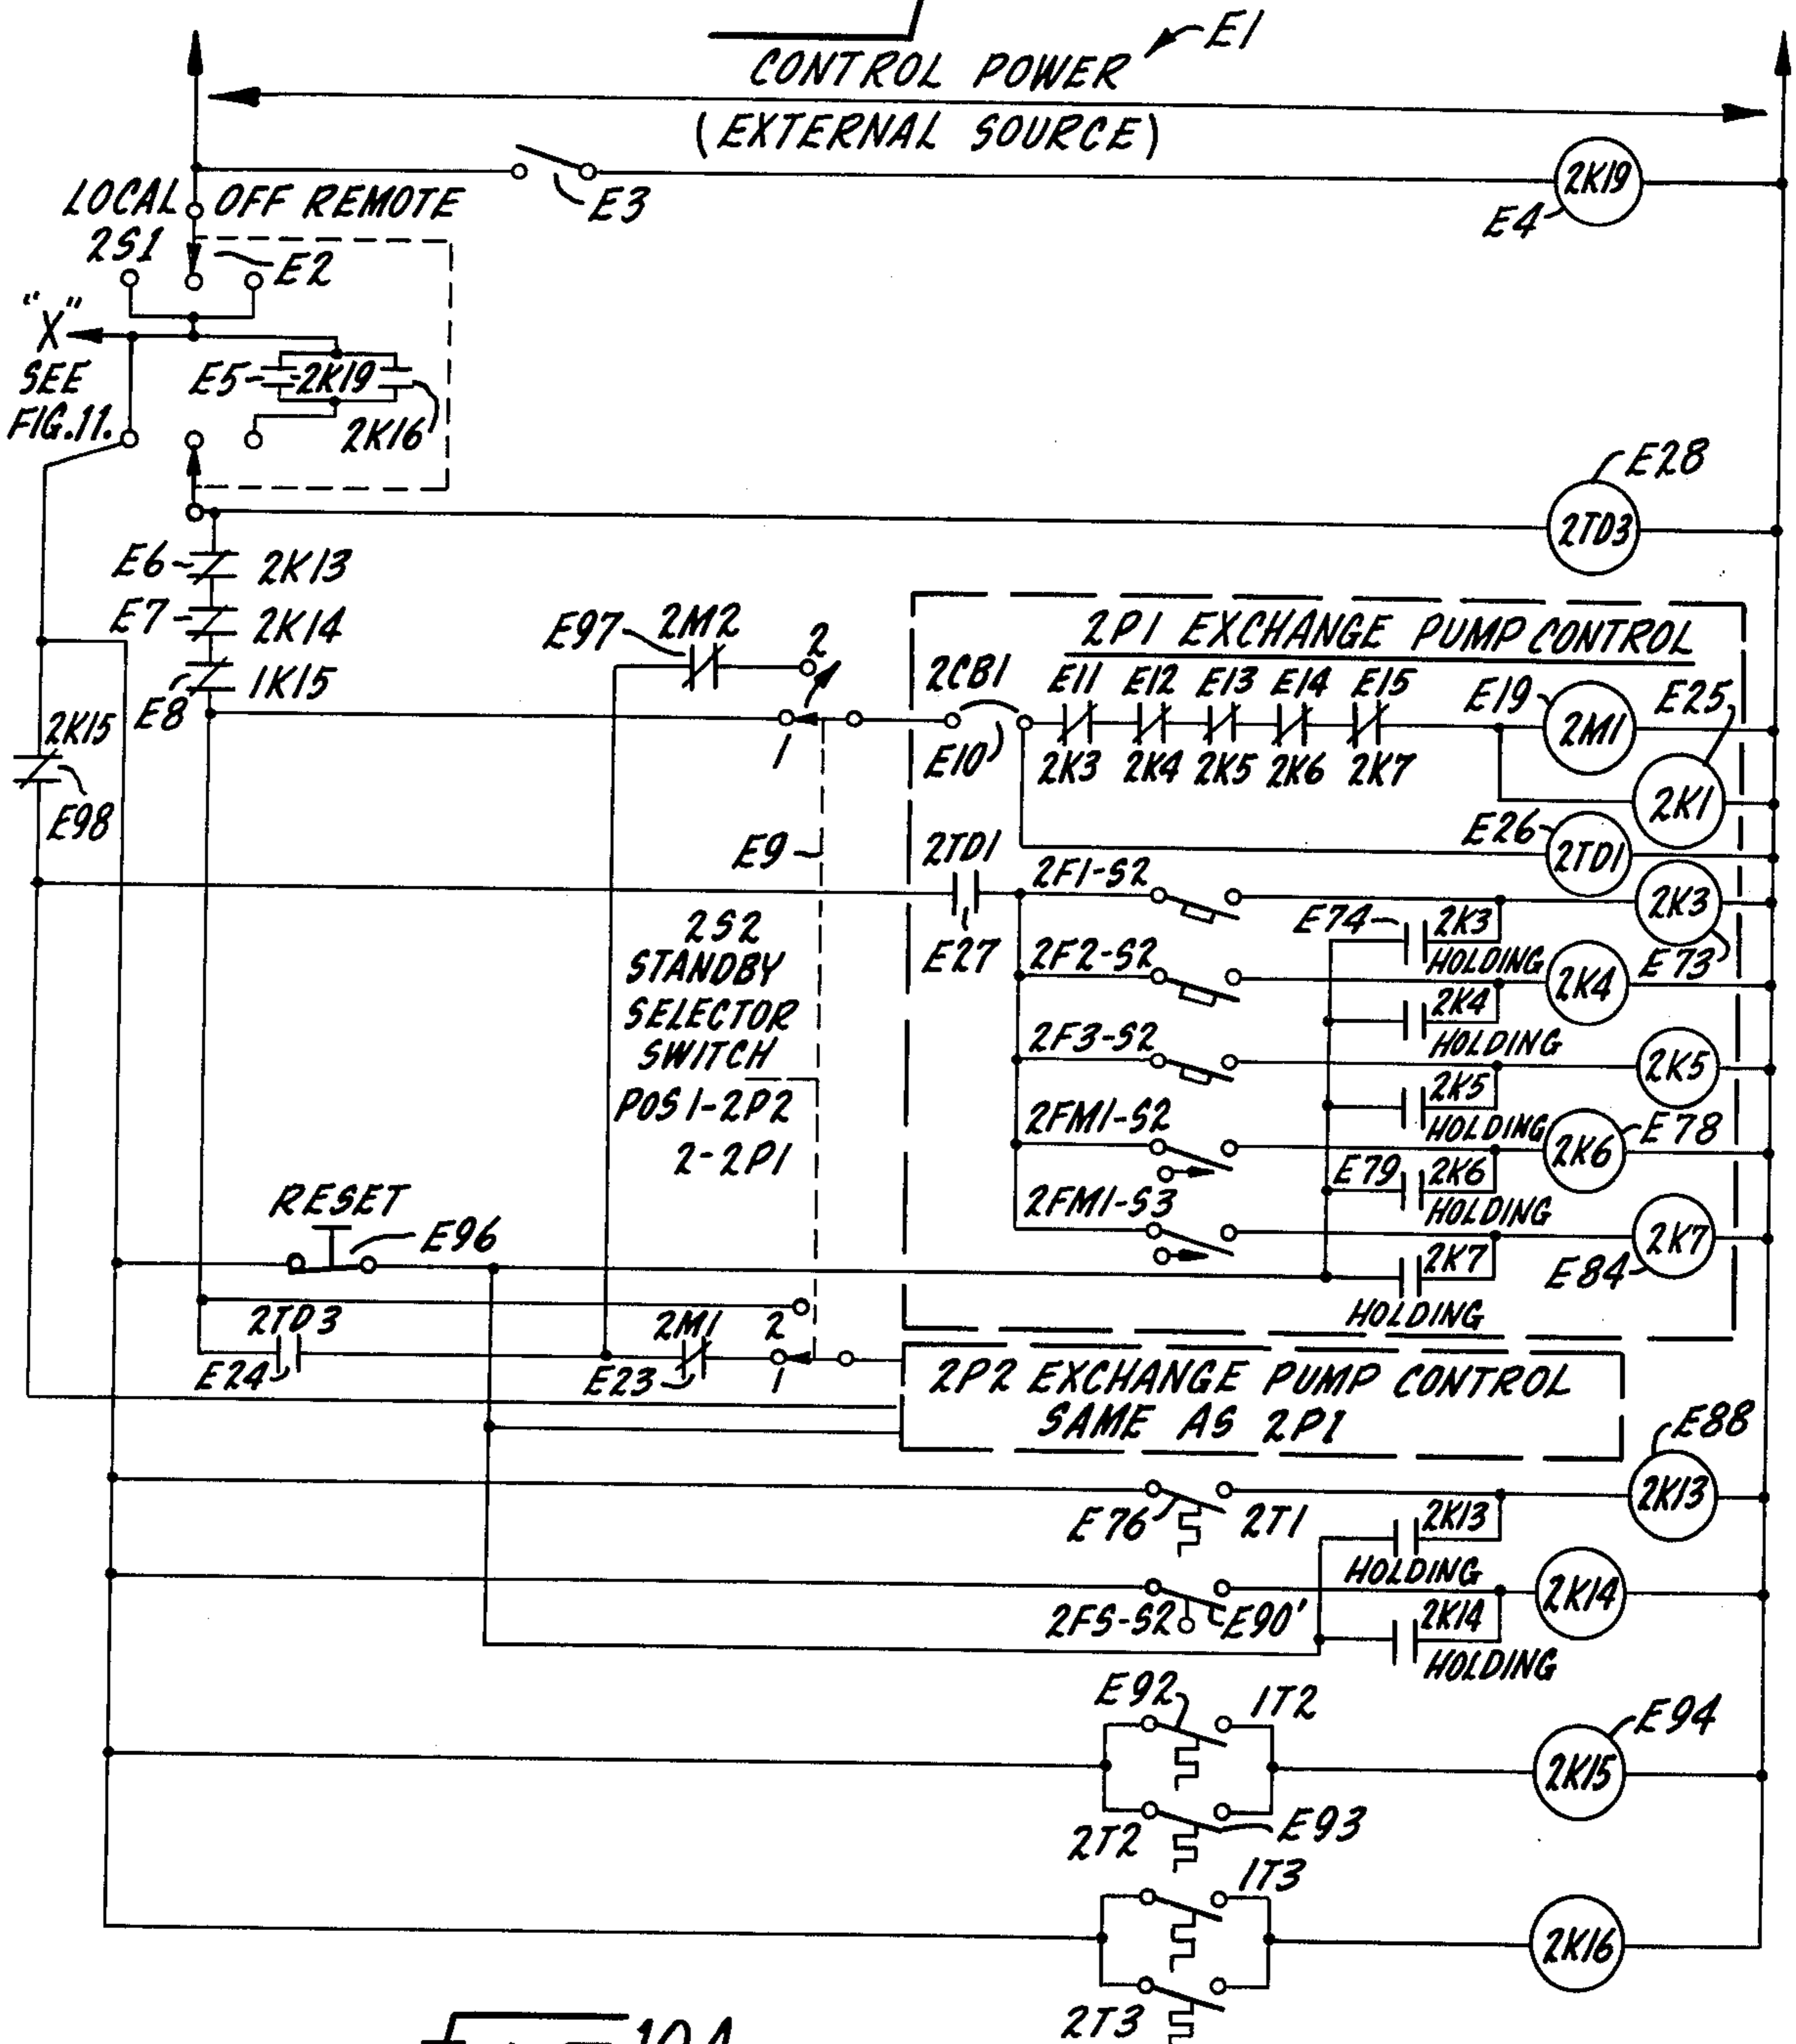 E1
CONTROL POWER
(EXTERNAL SOURCE)
E3
2K19
E4
LOCAL OFF REMOTE
2S1
E2
"X"
SEE
FIG.11.
E5
2K19
2K16
E28
2TD3
E6
2K13
E7
2K14
E8
1K15
2K15
E98
E97
2M2
2
1
2P1 EXCHANGE PUMP CONTROL
2CB1
E11 E12 E13 E14 E15
E19
E25
2M1
E10
2K3 2K4 2K5 2K6 2K7
2K1
E26
2TD1
E9
2TD1
E27
2F1-S2
E74
2K3
HOLDING
2K3
E73
2S2
STANDBY
SELECTOR
SWITCH
POS 1-2P2
2-2P1
2F2-S2
2K4
HOLDING
2K4
2F3-S2
2K5
HOLDING
2K5
2FM1-S2
E79
2K6
HOLDING
2K6
E78
2FM1-S3
2K7
HOLDING
2K7
E84
RESET
E96
2TD3
E24
2M1
E23
2
1
2P2 EXCHANGE PUMP CONTROL
SAME AS 2P1
E88
2K13
E76
2T1
2K13
HOLDING
2K14
2FS-S2
E90'
2K14
HOLDING
E92
1T2
E94
2K15
2T2
E93
1T3
2K16
2T3